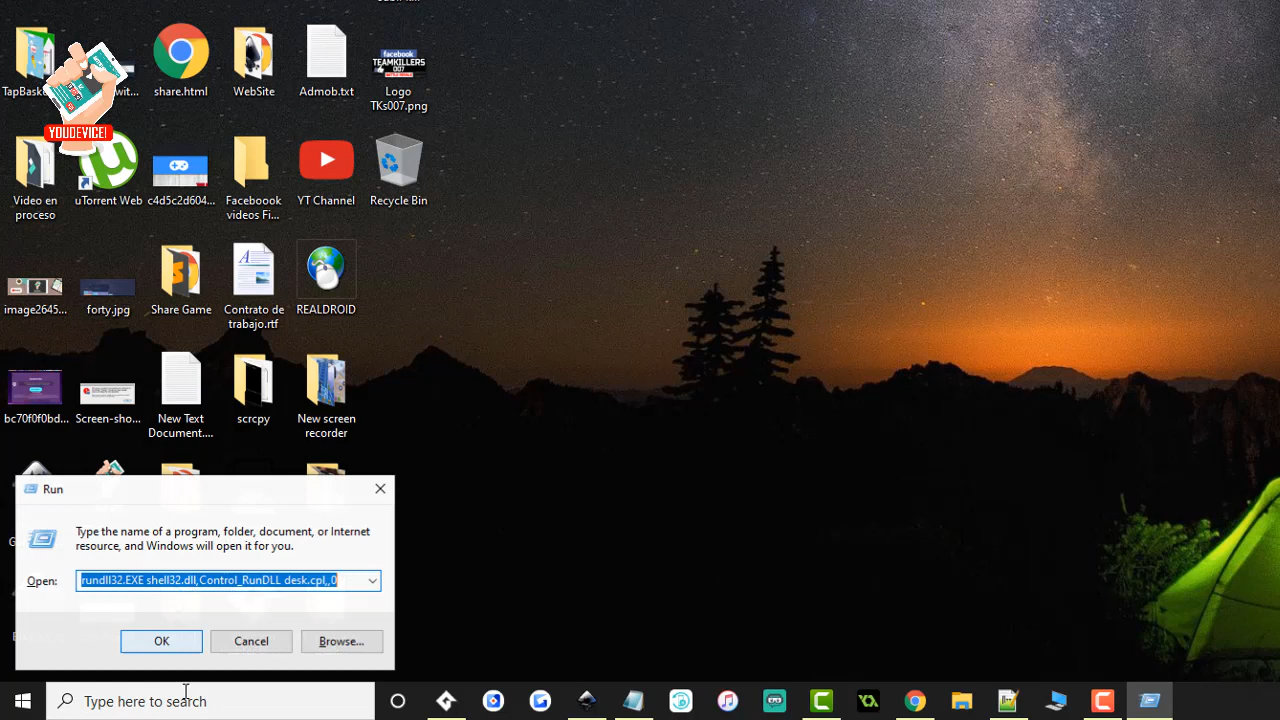 TapBaske
wit...
share.html
WebSite
Admob.txt
facebook
TEAMKILLERS
007
Logo
TKs007.png
YOUDEVICE!
Video en
proceso
uTorrent Web
c4d5c2d604...
Faceboook
videos Fi...
YT Channel
Recycle Bin
image2645...
forty.jpg
Share Game
Contrato de
trabajo.rtf
REALDROID
bc70f0f0bd...
Screen-sho...
New Text
Document....
scrcpy
New screen
recorder
Run
Type the name of a program, folder, document, or Internet
resource, and Windows will open it for you.
Open:
rundll32.EXE shell32.dll,Control_RunDLL desk.cpl,,0
OK
Cancel
Browse...
Type here to search